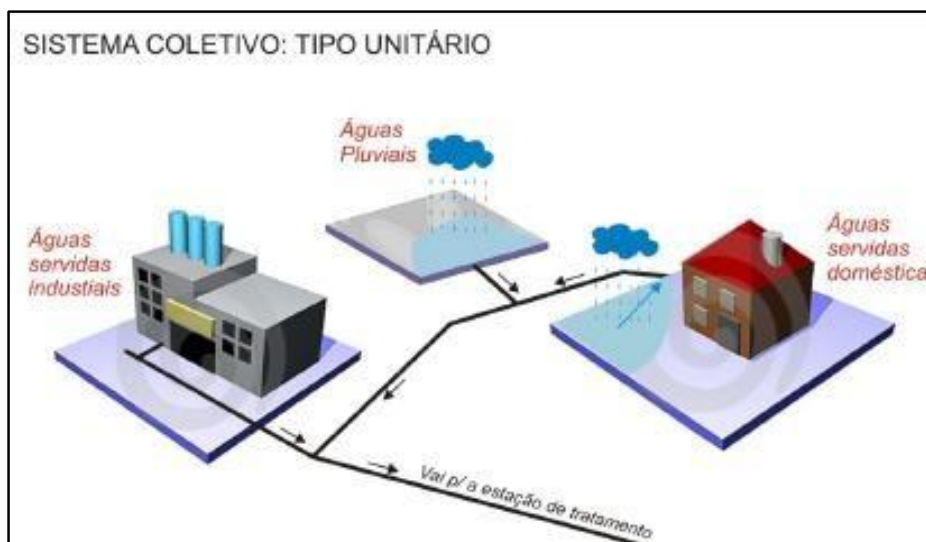 SISTEMA COLETIVO: TIPO UNITÁRIO
Águas
Pluviais
Águas
servidas
industiais
Águas
servidas
doméstica
Vai p/ a estação de tratamento